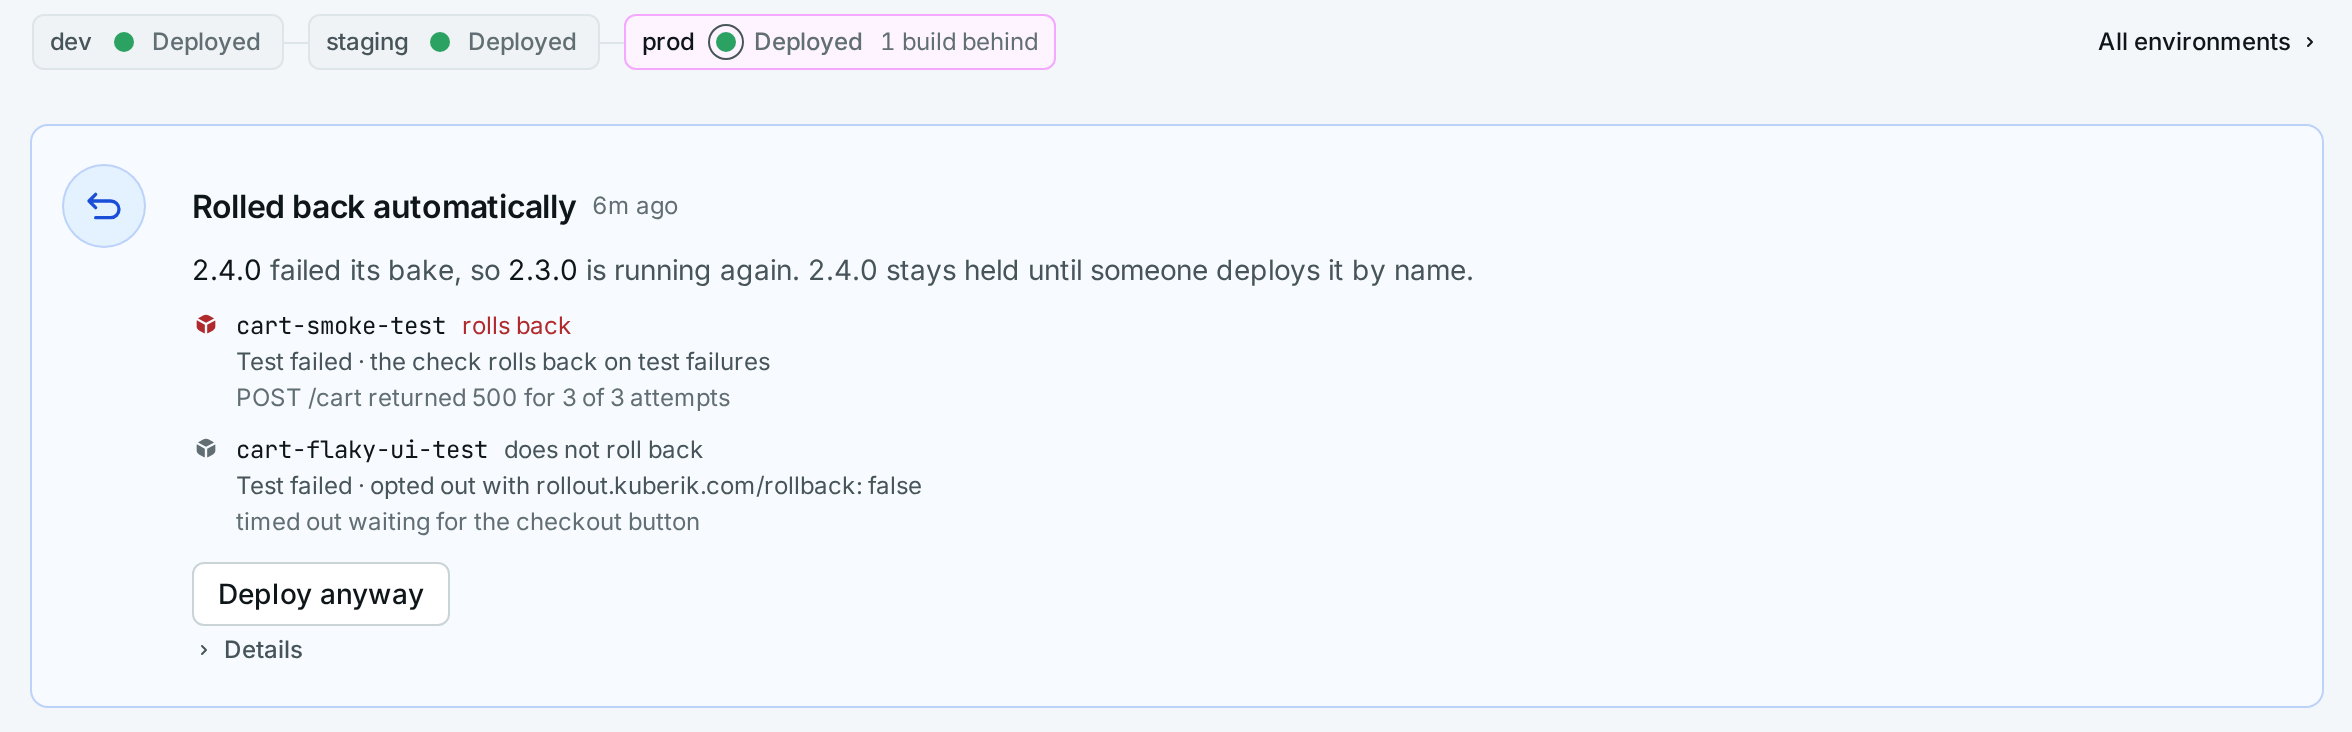 dev Deployed staging Deployed prod Deployed 1 build behind All environments
Rolled back automatically 6m ago
2.4.0 failed its bake, so 2.3.0 is running again. 2.4.0 stays held until someone deploys it by name.
cart-smoke-test rolls back
Test failed · the check rolls back on test failures
POST /cart returned 500 for 3 of 3 attempts
cart-flaky-ui-test does not roll back
Test failed · opted out with rollout.kuberik.com/rollback: false
timed out waiting for the checkout button
Deploy anyway
Details